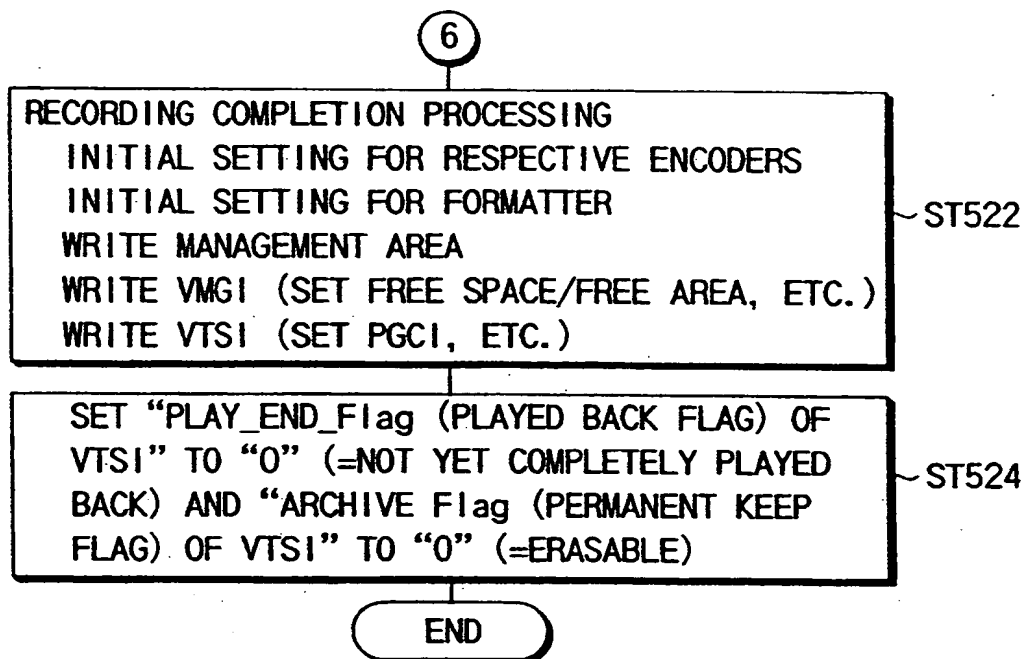 6
RECORDING COMPLETION PROCESSING
INITIAL SETTING FOR RESPECTIVE ENCODERS
INITIAL SETTING FOR FORMATTER
WRITE MANAGEMENT AREA
WRITE VMGI (SET FREE SPACE/FREE AREA, ETC.)
WRITE VTSI (SET PGCI, ETC.)
ST522
SET “PLAY_END_Flag (PLAYED BACK FLAG) OF
VTSI” TO “0” (=NOT YET COMPLETELY PLAYED
BACK) AND “ARCHIVE Flag (PERMANENT KEEP
FLAG) OF VTSI” TO “0” (=ERASABLE)
ST524
END